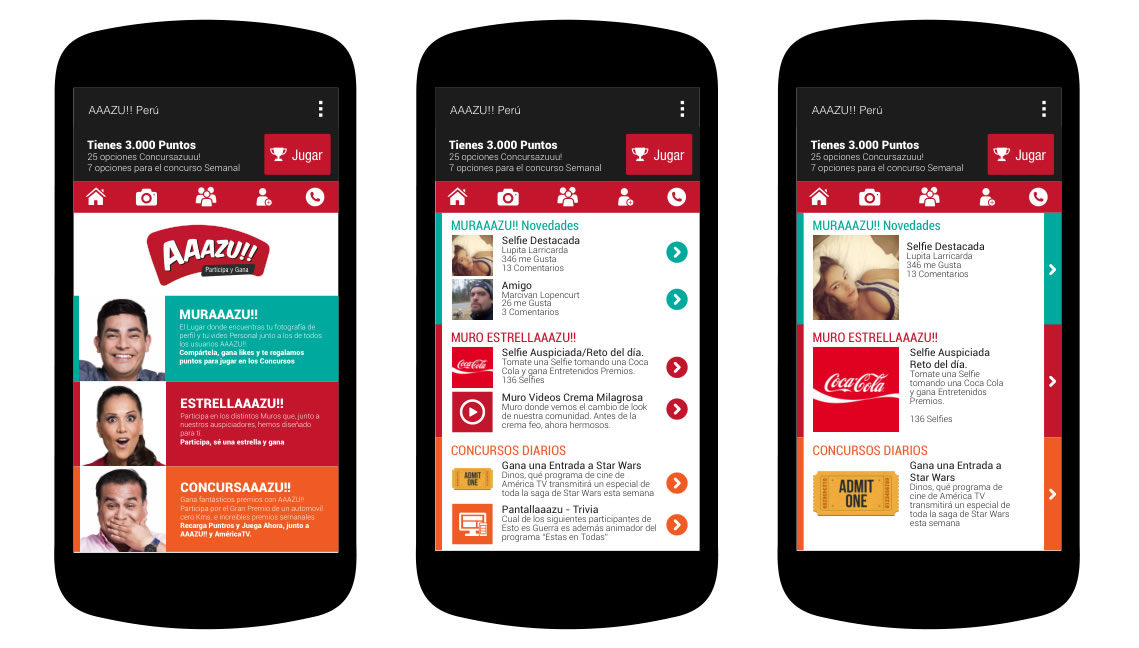 AAAZU!! Perú
Tienes 3.000 Puntos
25 opciones Concursazuuu!
7 opciones para el concurso Semanal
Jugar
AAAZU!!
Participa y Gana
MURAAAZU!!
El Lugar donde encuentras tu fotografía de
perfil y tu video Personal junto a los de todos
los usuarios AAAZU!!
Compártela, gana likes y te regalamos
puntos para jugar en los Concursos
ESTRELLAAAZU!!
Participa en los distintos Muros que, junto a
nuestros auspiciadores, hemos diseñado
para ti.
Participa, sé una estrella y gana
CONCURSAAAZU!!
Gana fantásticos premios con AAAZU!!
Participa por el Gran Premio de un automovil
cero Kms. e increíbles premios semanales
Recarga Puntros y Juega Ahora, junto a
AAAZU!! y AméricaTV.
AAAZU!! Perú
Tienes 3.000 Puntos
25 opciones Concursazuuu!
7 opciones para el concurso Semanal
Jugar
MURAAAZU!! Novedades
Selfie Destacada
Lupita Larricarda
346 me Gusta
13 Comentarios
Amigo
Marcivan Lopencurt
26 me Gusta
3 Comentarios
MURO ESTRELLAAAZU!!
Coca-Cola
Selfie Auspiciada/Reto del día.
Tomate una Selfie tomando una Coca
Cola y gana Entretenidos Premios.
136 Selfies
Muro Videos Crema Milagrosa
Muro donde vemos el cambio de look
de nuestra comunidad. Antes de la
crema feo, ahora hermosos.
CONCURSOS DIARIOS
ADMIT
ONE
Gana una Entrada a Star Wars
Dinos, qué programa de cine de
América TV transmitirá un especial de
toda la saga de Star Wars esta semana
Pantallaaazu - Trivia
Cual de los siguientes participantes de
Esto es Guerra es además animador del
programa "Estas en Todas"
AAAZU!! Perú
Tienes 3.000 Puntos
25 opciones Concursazuuu!
7 opciones para el concurso Semanal
Jugar
MURAAAZU!! Novedades
Selfie Destacada
Lupita Larricarda
346 me Gusta
13 Comentarios
MURO ESTRELLAAAZU!!
Coca-Cola
Selfie Auspiciada
Reto del día.
Tomate una Selfie
tomando una Coca Cola
y gana Entretenidos
Premios.
136 Selfies
CONCURSOS DIARIOS
ADMIT
ONE
Gana una Entrada a
Star Wars
Dinos, qué programa de
cine de América TV
transmitirá un especial de
toda la saga de Star Wars
esta semana